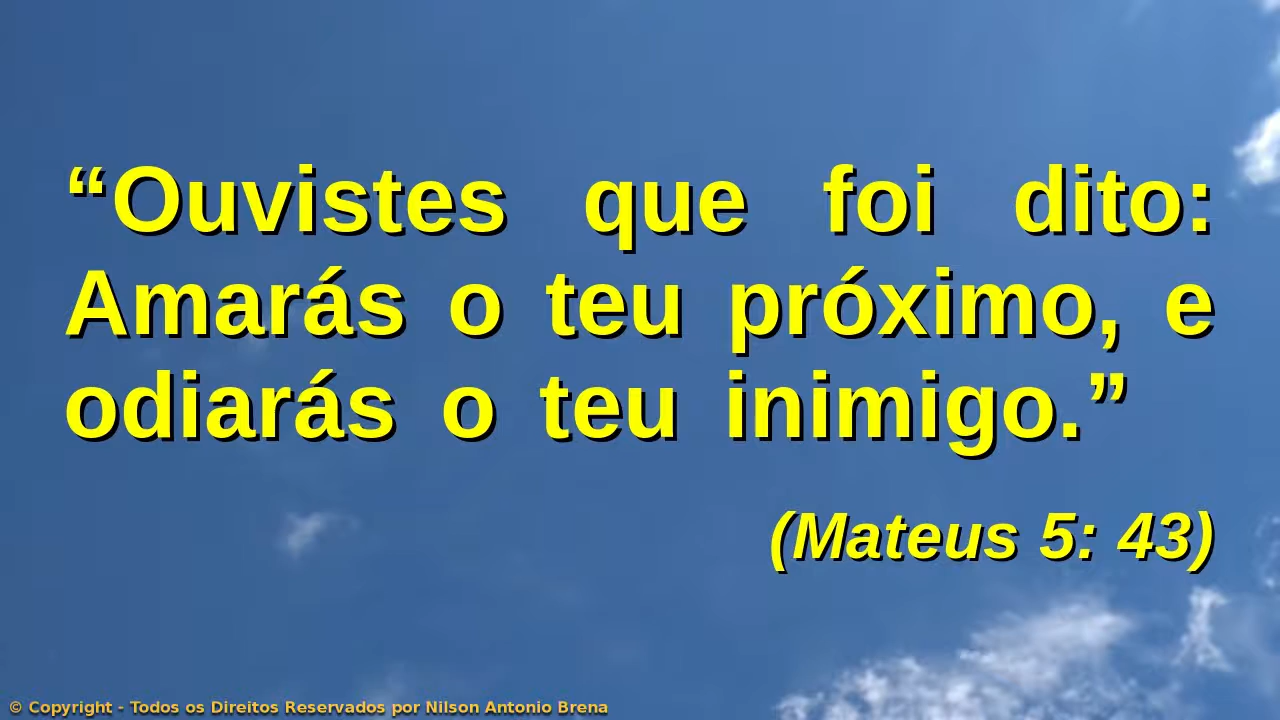 “Ouvistes que foi dito:
Amarás o teu próximo, e
odiarás o teu inimigo.”
(Mateus 5: 43)
© Copyright - Todos os Direitos Reservados por Nilson Antonio Brena